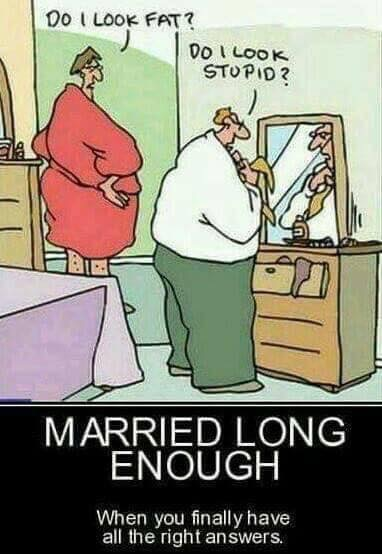 DO I LOOK FAT?
DO I LOOK
STUPID?
MARRIED LONG
ENOUGH
When you finally have
all the right answers.